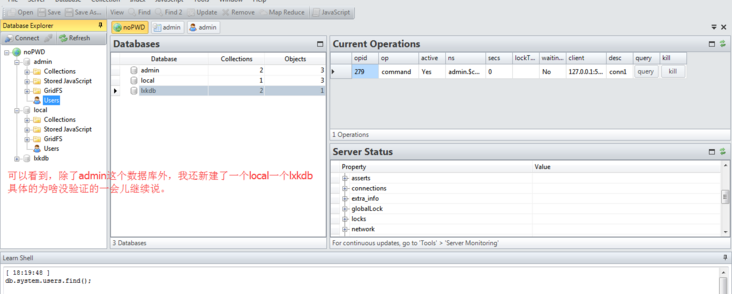 Open Save Save As... View Find Find 2 Update Remove Map Reduce JavaScript
Database Explorer
Connect Refresh
noPWD
admin
Collections
Stored JavaScript
GridFS
Users
local
Collections
Stored JavaScript
GridFS
Users
lxkdb
noPWD admin admin
Databases
Database Collections Objects
admin 2 3
local 1 3
lxkdb 2 1
3 Databases
Current Operations
opid op active ns secs lockT... waitin... client desc query kill
279 command Yes admin.$c... 0 No 127.0.0.1:5... conn1 query kill
1 Operations
Server Status
Property Value
asserts
connections
extra_info
globalLock
locks
network
For continuous updates, go to 'Tools' > 'Server Monitoring'
可以看到，除了admin这个数据库外，我还新建了一个local一个lxkdb
具体的为啥没验证的一会儿继续说。
Learn Shell
[ 18:19:48 ]
db.system.users.find();